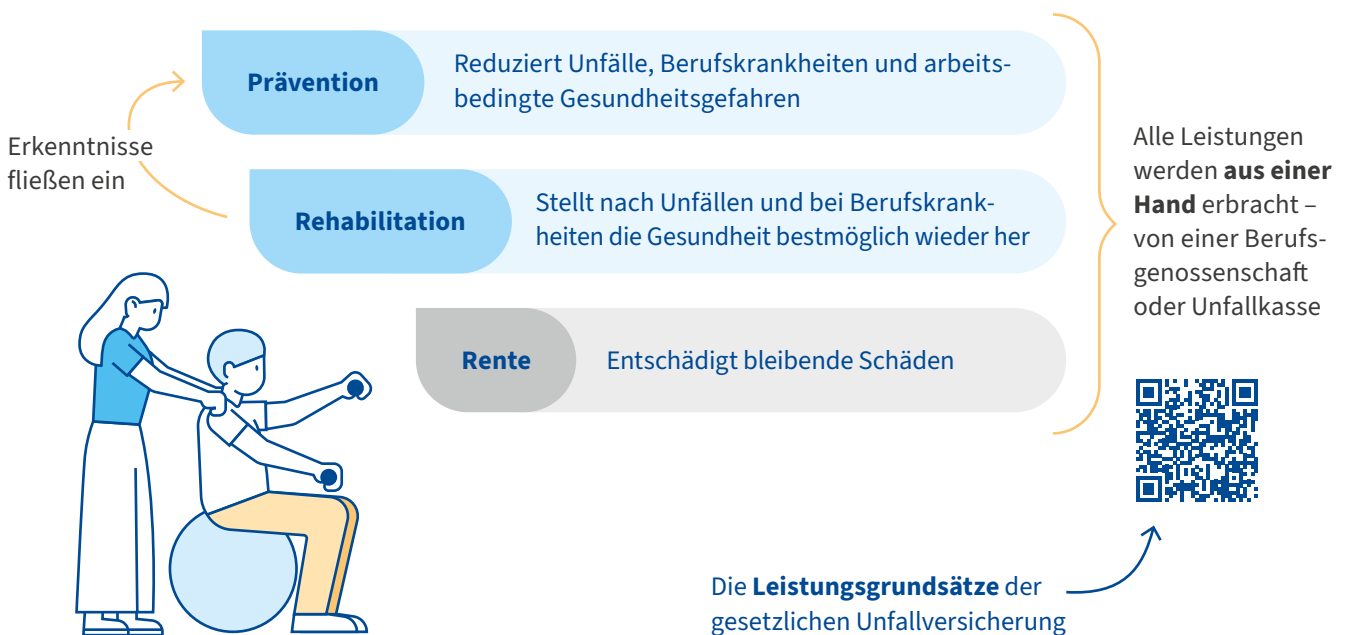 Prävention
Reduziert Unfälle, Berufskrankheiten und arbeits-
bedingte Gesundheitsgefahren
Erkenntnisse
fließen ein
Rehabilitation
Stellt nach Unfällen und bei Berufskrank-
heiten die Gesundheit bestmöglich wieder her
Rente
Entschädigt bleibende Schäden
Alle Leistungen
werden aus einer
Hand erbracht –
von einer Berufs-
genossenschaft
oder Unfallkasse
Die Leistungsgrundsätze der
gesetzlichen Unfallversicherung